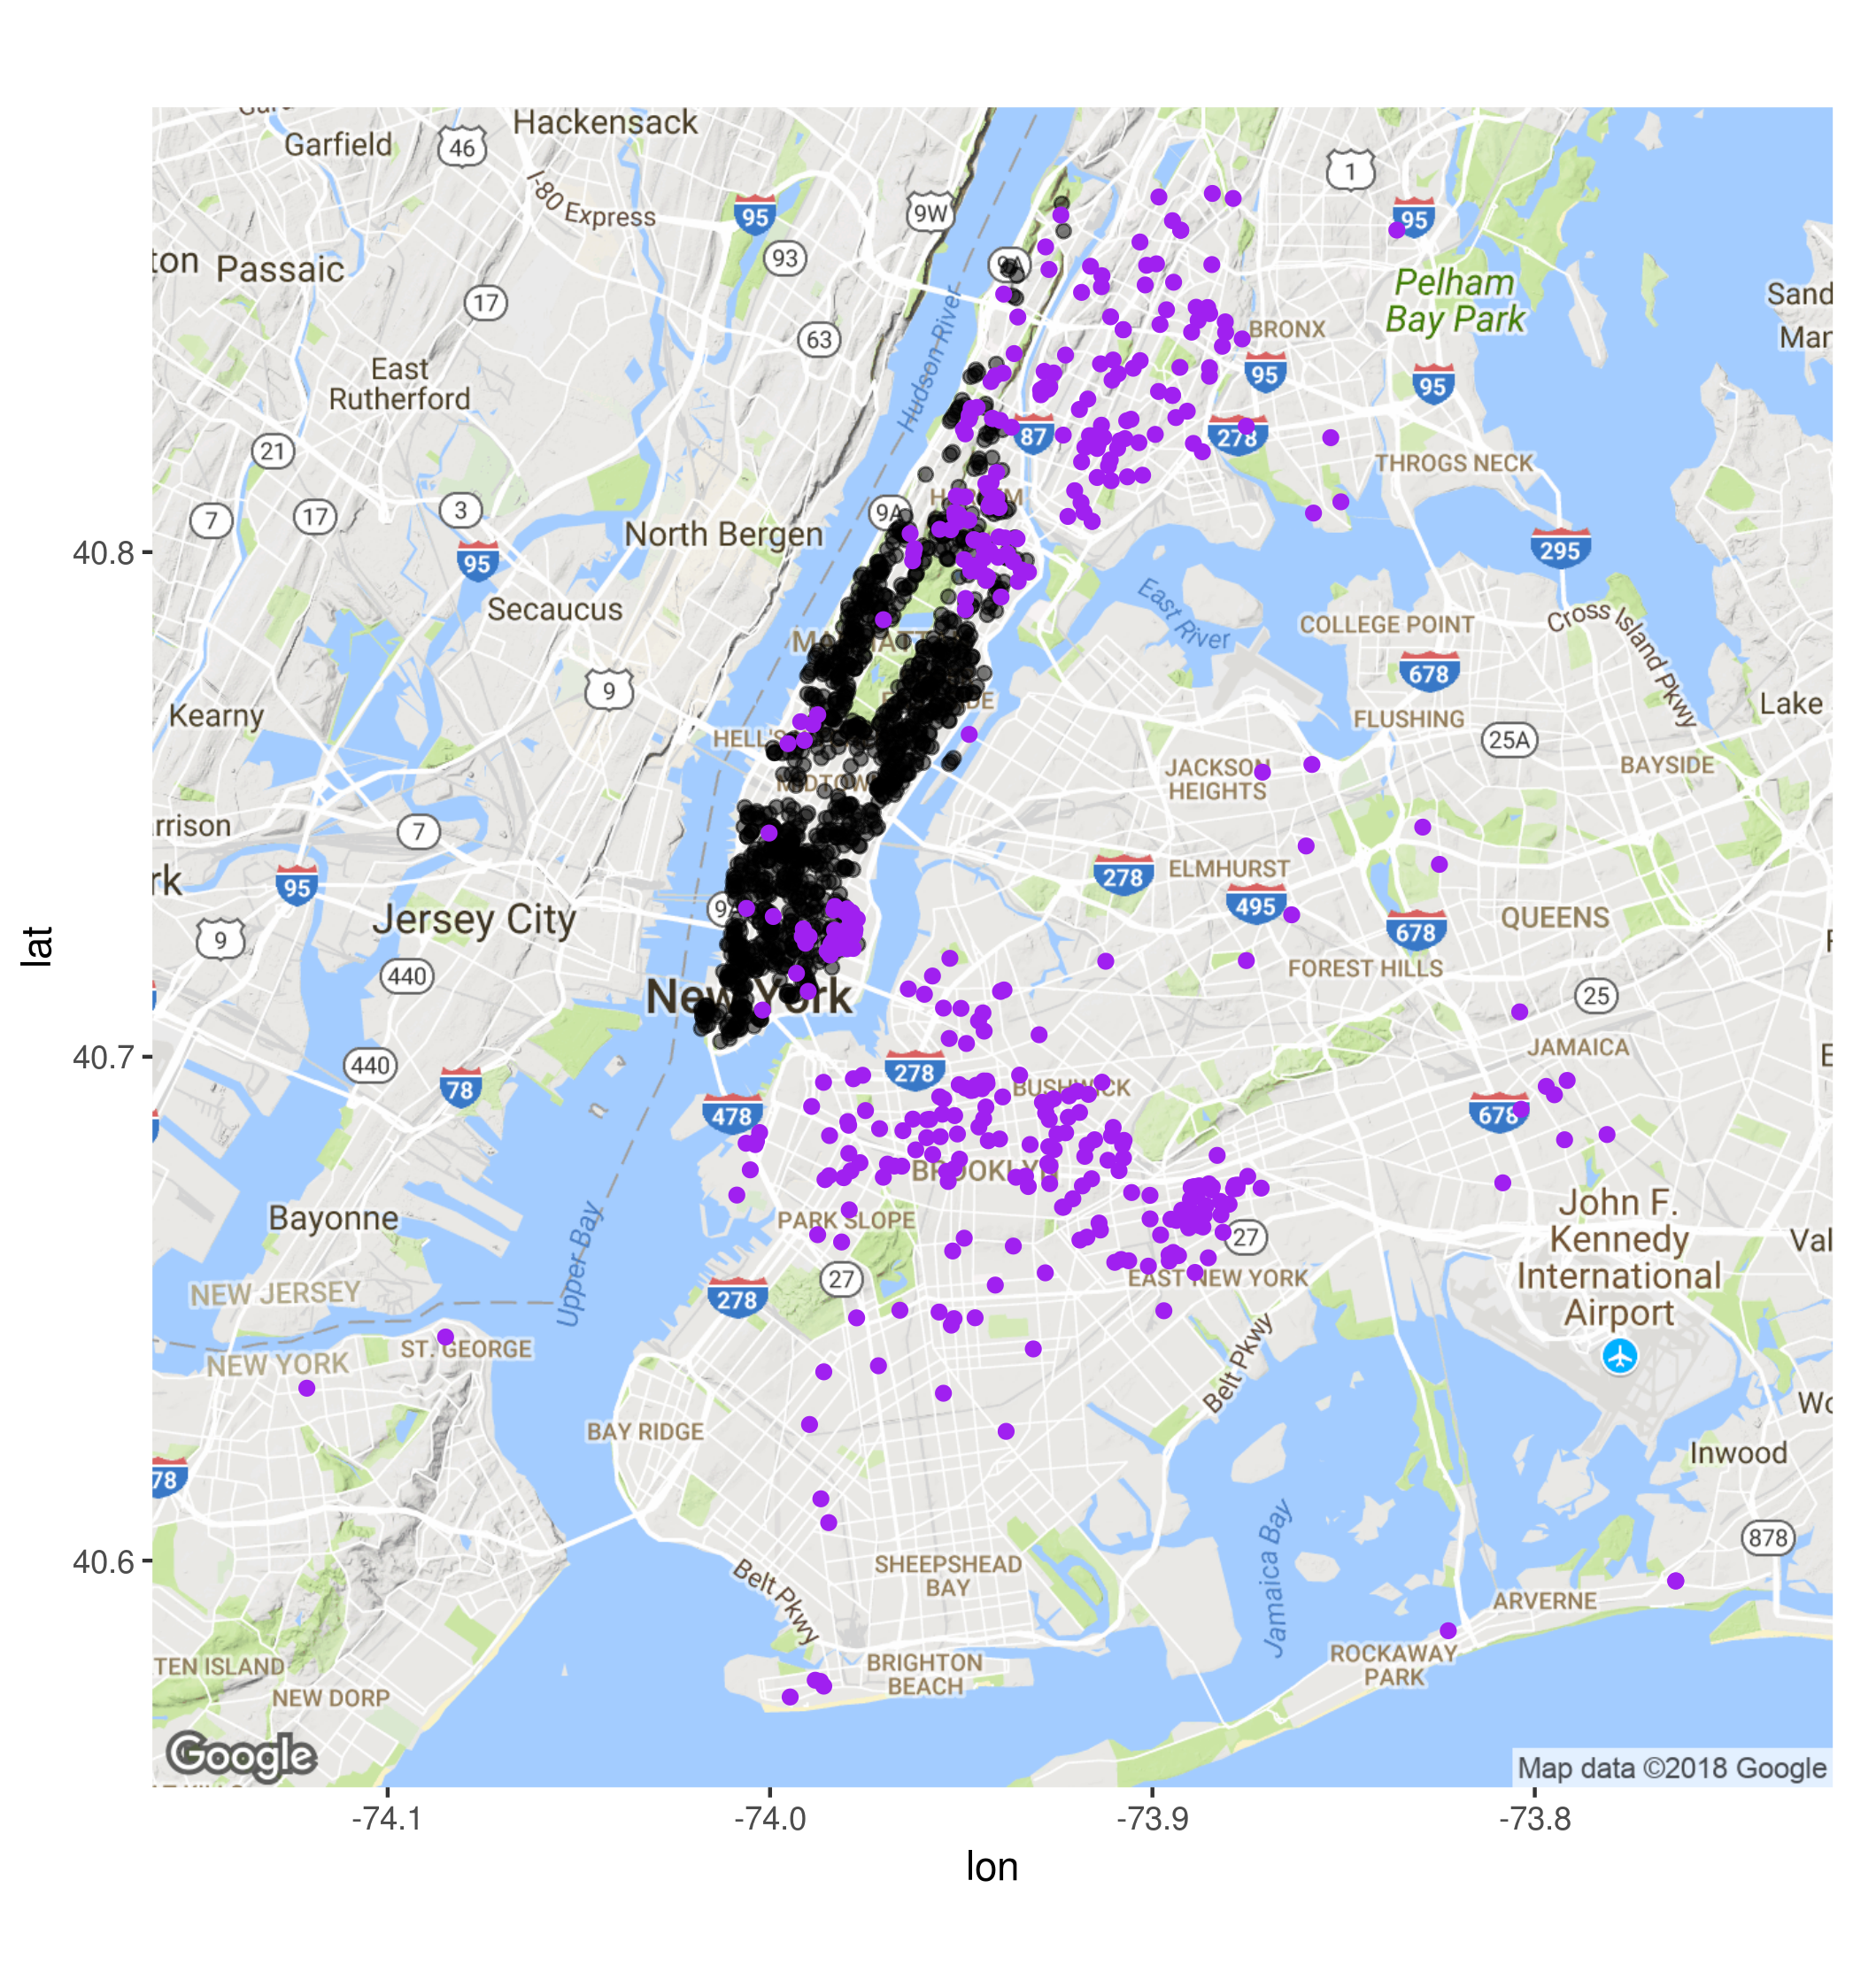 Garfield
46
Hackensack
1
I-80 Express
95
9W
95
93
ton
Passaic
17
Pelham
Bay Park
Sand
Mar
63
BRONX
Hudson River
East
Rutherford
95
95
87
278
21
THROGS NECK
7
17
3
9A
North Bergen
40.8
95
295
Secaucus
East River
COLLEGE POINT
Cross Island Pkwy
678
9
Kearny
Lake
FLUSHING
25A
HELL'S
JACKSON
HEIGHTS
BAYSIDE
rrison
7
ELMHURST
278
rk
95
495
Jersey City
QUEENS
9
678
440
FOREST HILLS
25
New York
40.7
440
JAMAICA
E
78
278
BUSHWICK
478
678
BROOKLYN
Bayonne
PARK SLOPE
John F.
Kennedy
International
Airport
27
Val
Upper Bay
27
EAST NEW YORK
NEW JERSEY
278
ST. GEORGE
NEW YORK
Belt Pkwy
Wo
BAY RIDGE
Inwood
78
Jamaica Bay
878
40.6
SHEEPSHEAD
BAY
Belt Pkwy
ARVERNE
TEN ISLAND
BRIGHTON
BEACH
ROCKAWAY
PARK
NEW DORP
Google
Map data ©2018 Google
-74.1
-74.0
-73.9
-73.8
lon
lat